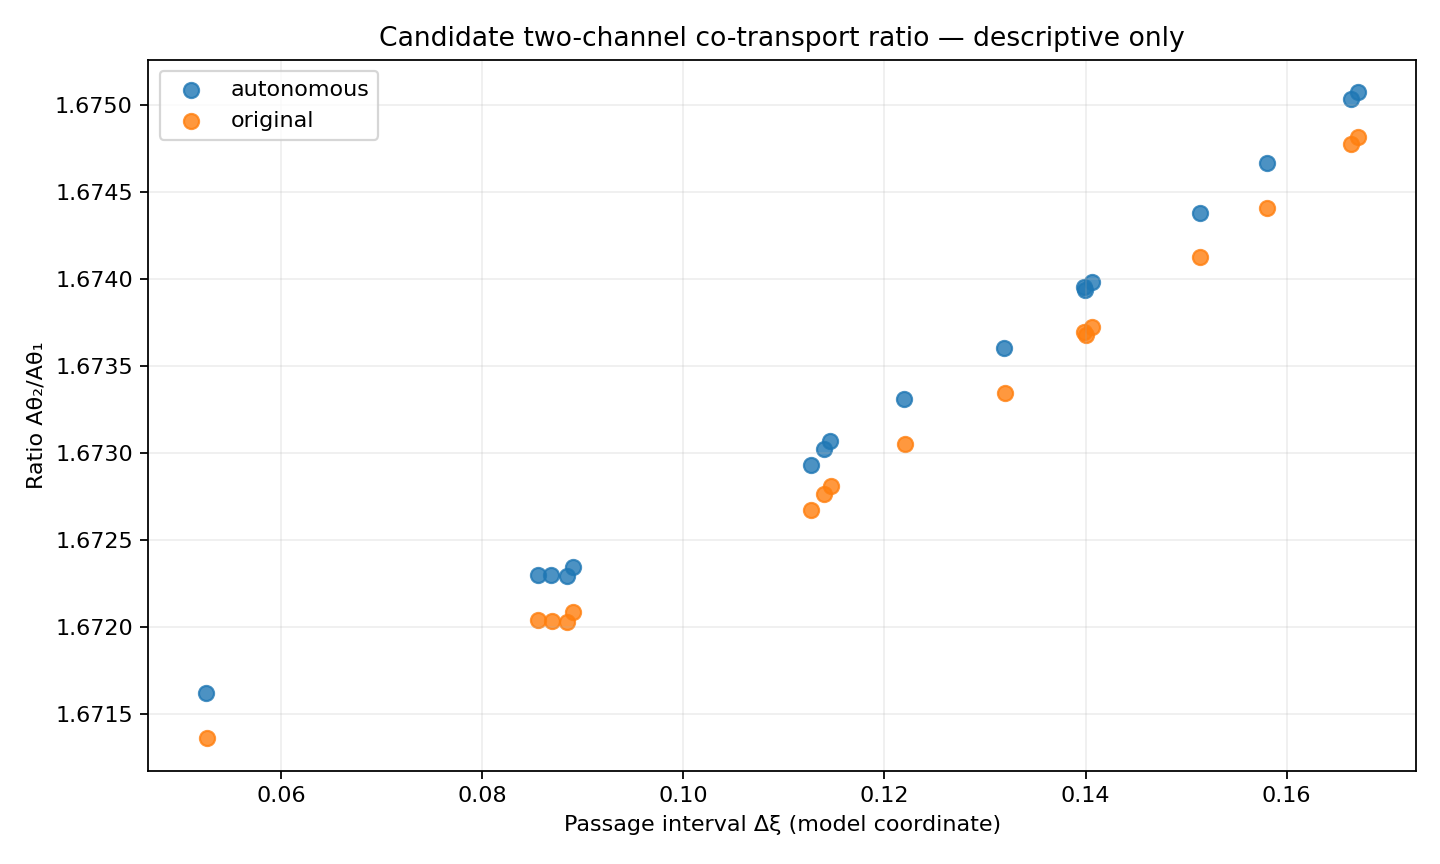 Candidate two-channel co-transport ratio — descriptive only
autonomous
original
1.6750
1.6745
1.6740
1.6735
1.6730
1.6725
1.6720
1.6715
Ratio Aθ₂/Aθ₁
0.06 0.08 0.10 0.12 0.14 0.16
Passage interval Δξ (model coordinate)